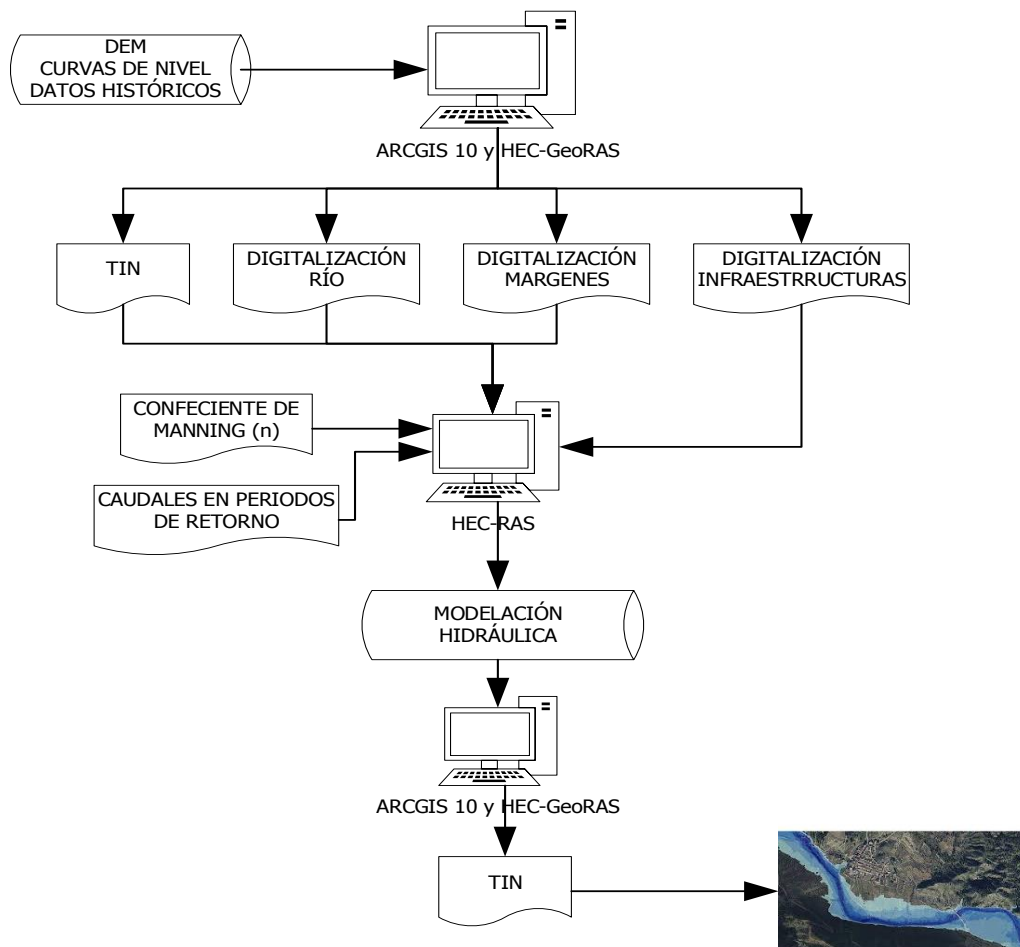 DEM
CURVAS DE NIVEL
DATOS HISTÓRICOS
ARCGIS 10 y HEC-GeoRAS
TIN
DIGITALIZACIÓN
RÍO
DIGITALIZACIÓN
MARGENES
DIGITALIZACIÓN
INFRAESTRRUCTURAS
CONFECIENTE DE
MANNING (n)
CAUDALES EN PERIODOS
DE RETORNO
HEC-RAS
MODELACIÓN
HIDRÁULICA
ARCGIS 10 y HEC-GeoRAS
TIN